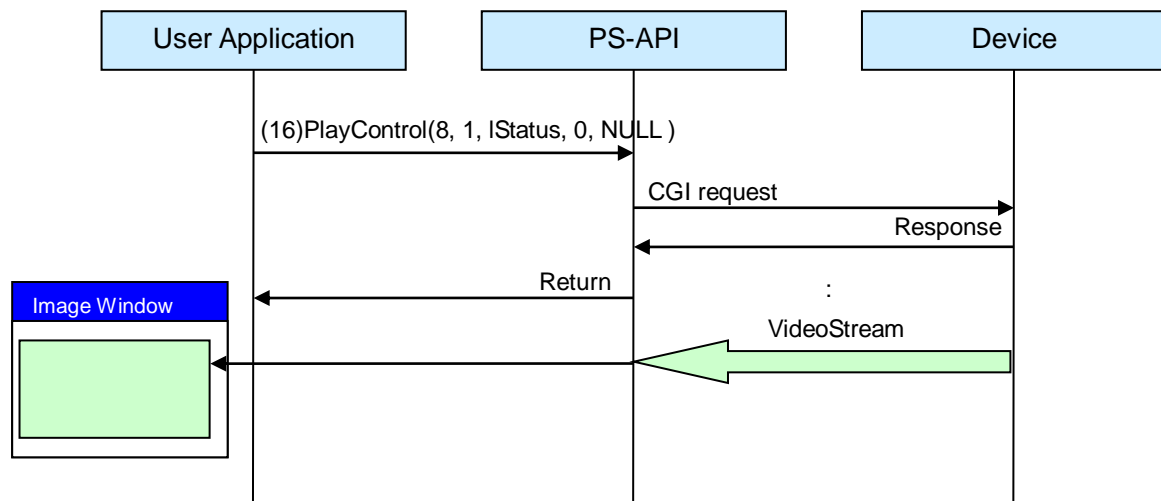 User Application
PS-API
Device
(16)PlayControl(8, 1, lStatus, 0, NULL )
CGI request
Response
Return
:
Image Window
VideoStream